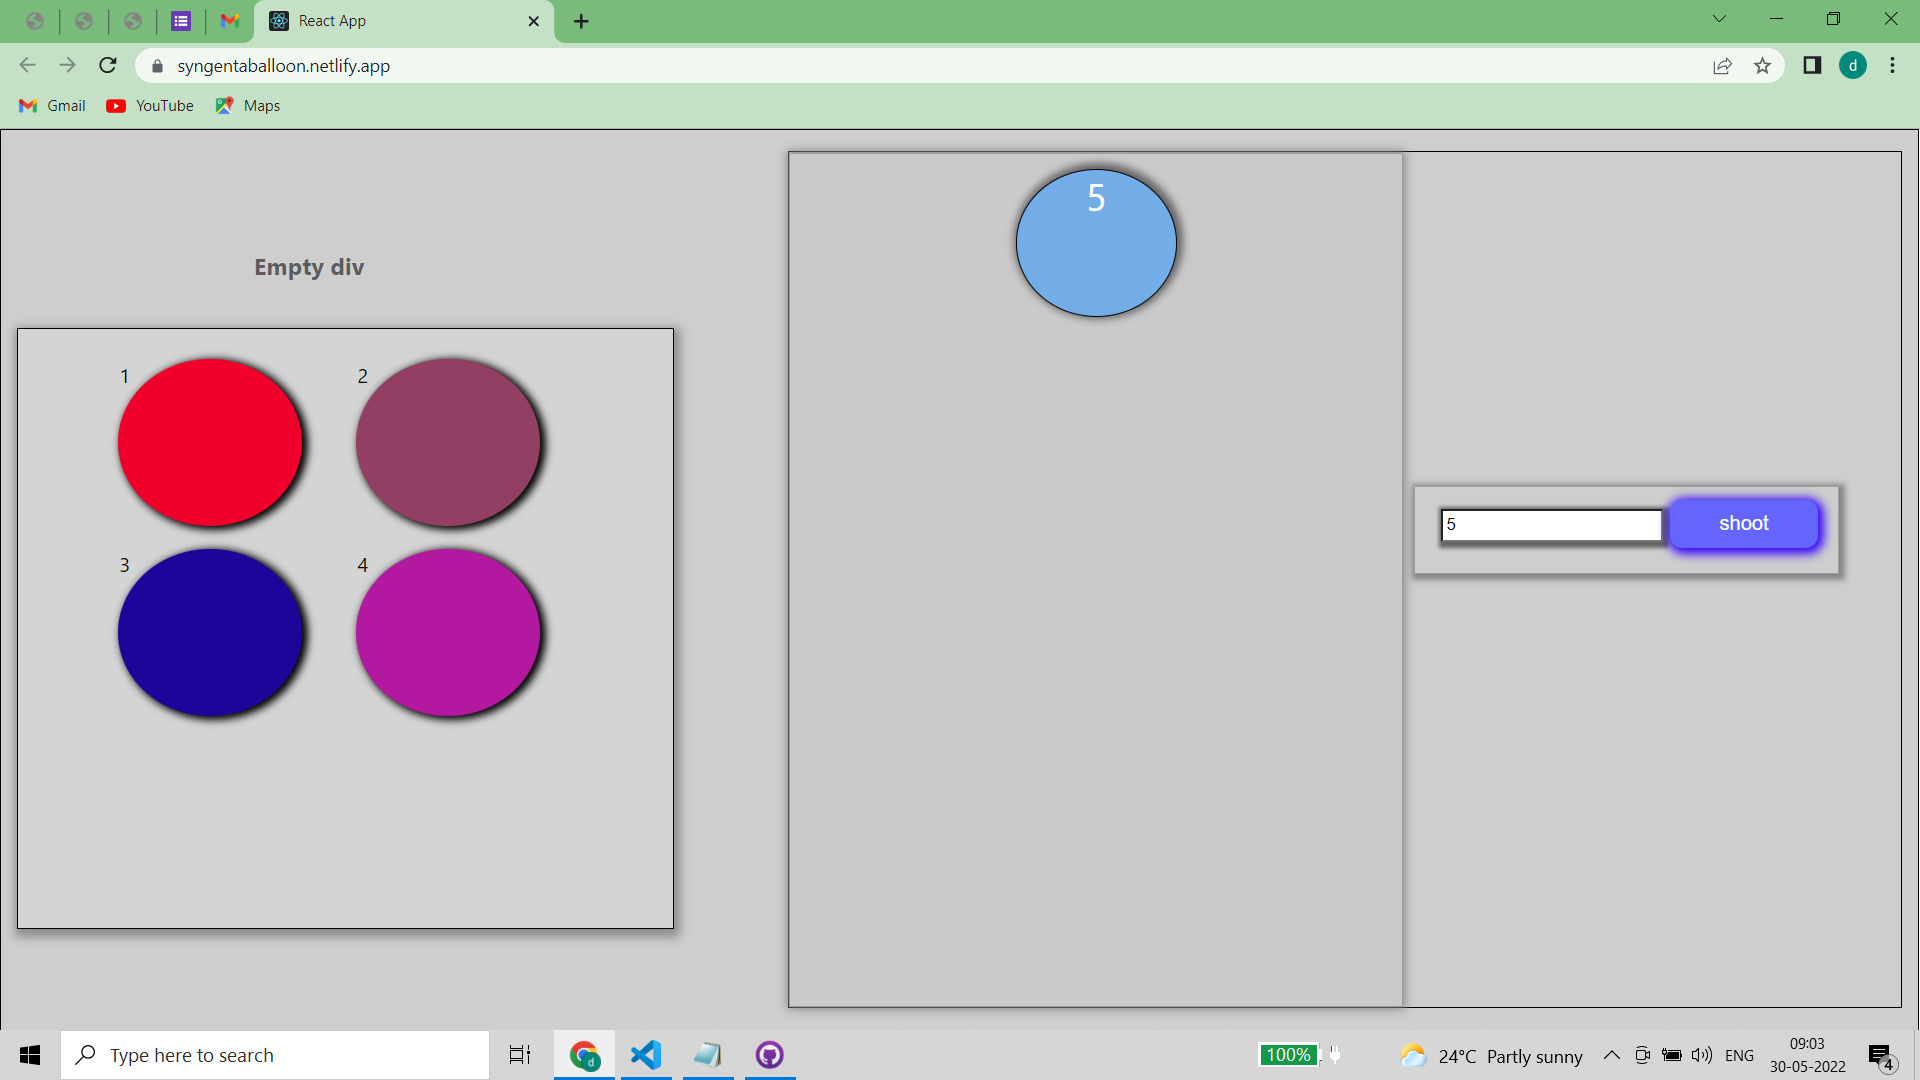 React App
syngentaballoon.netlify.app
d
Gmail YouTube Maps
5
Empty div
1 2
5 shoot
3 4
Type here to search
d
100%
24°C Partly sunny
ENG
09:03
30-05-2022
4